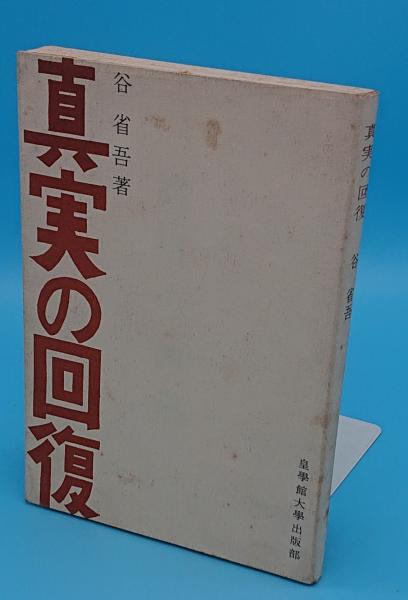 真実の回復
谷省吾著
皇學館大學出版部
真実の回復 谷省吾